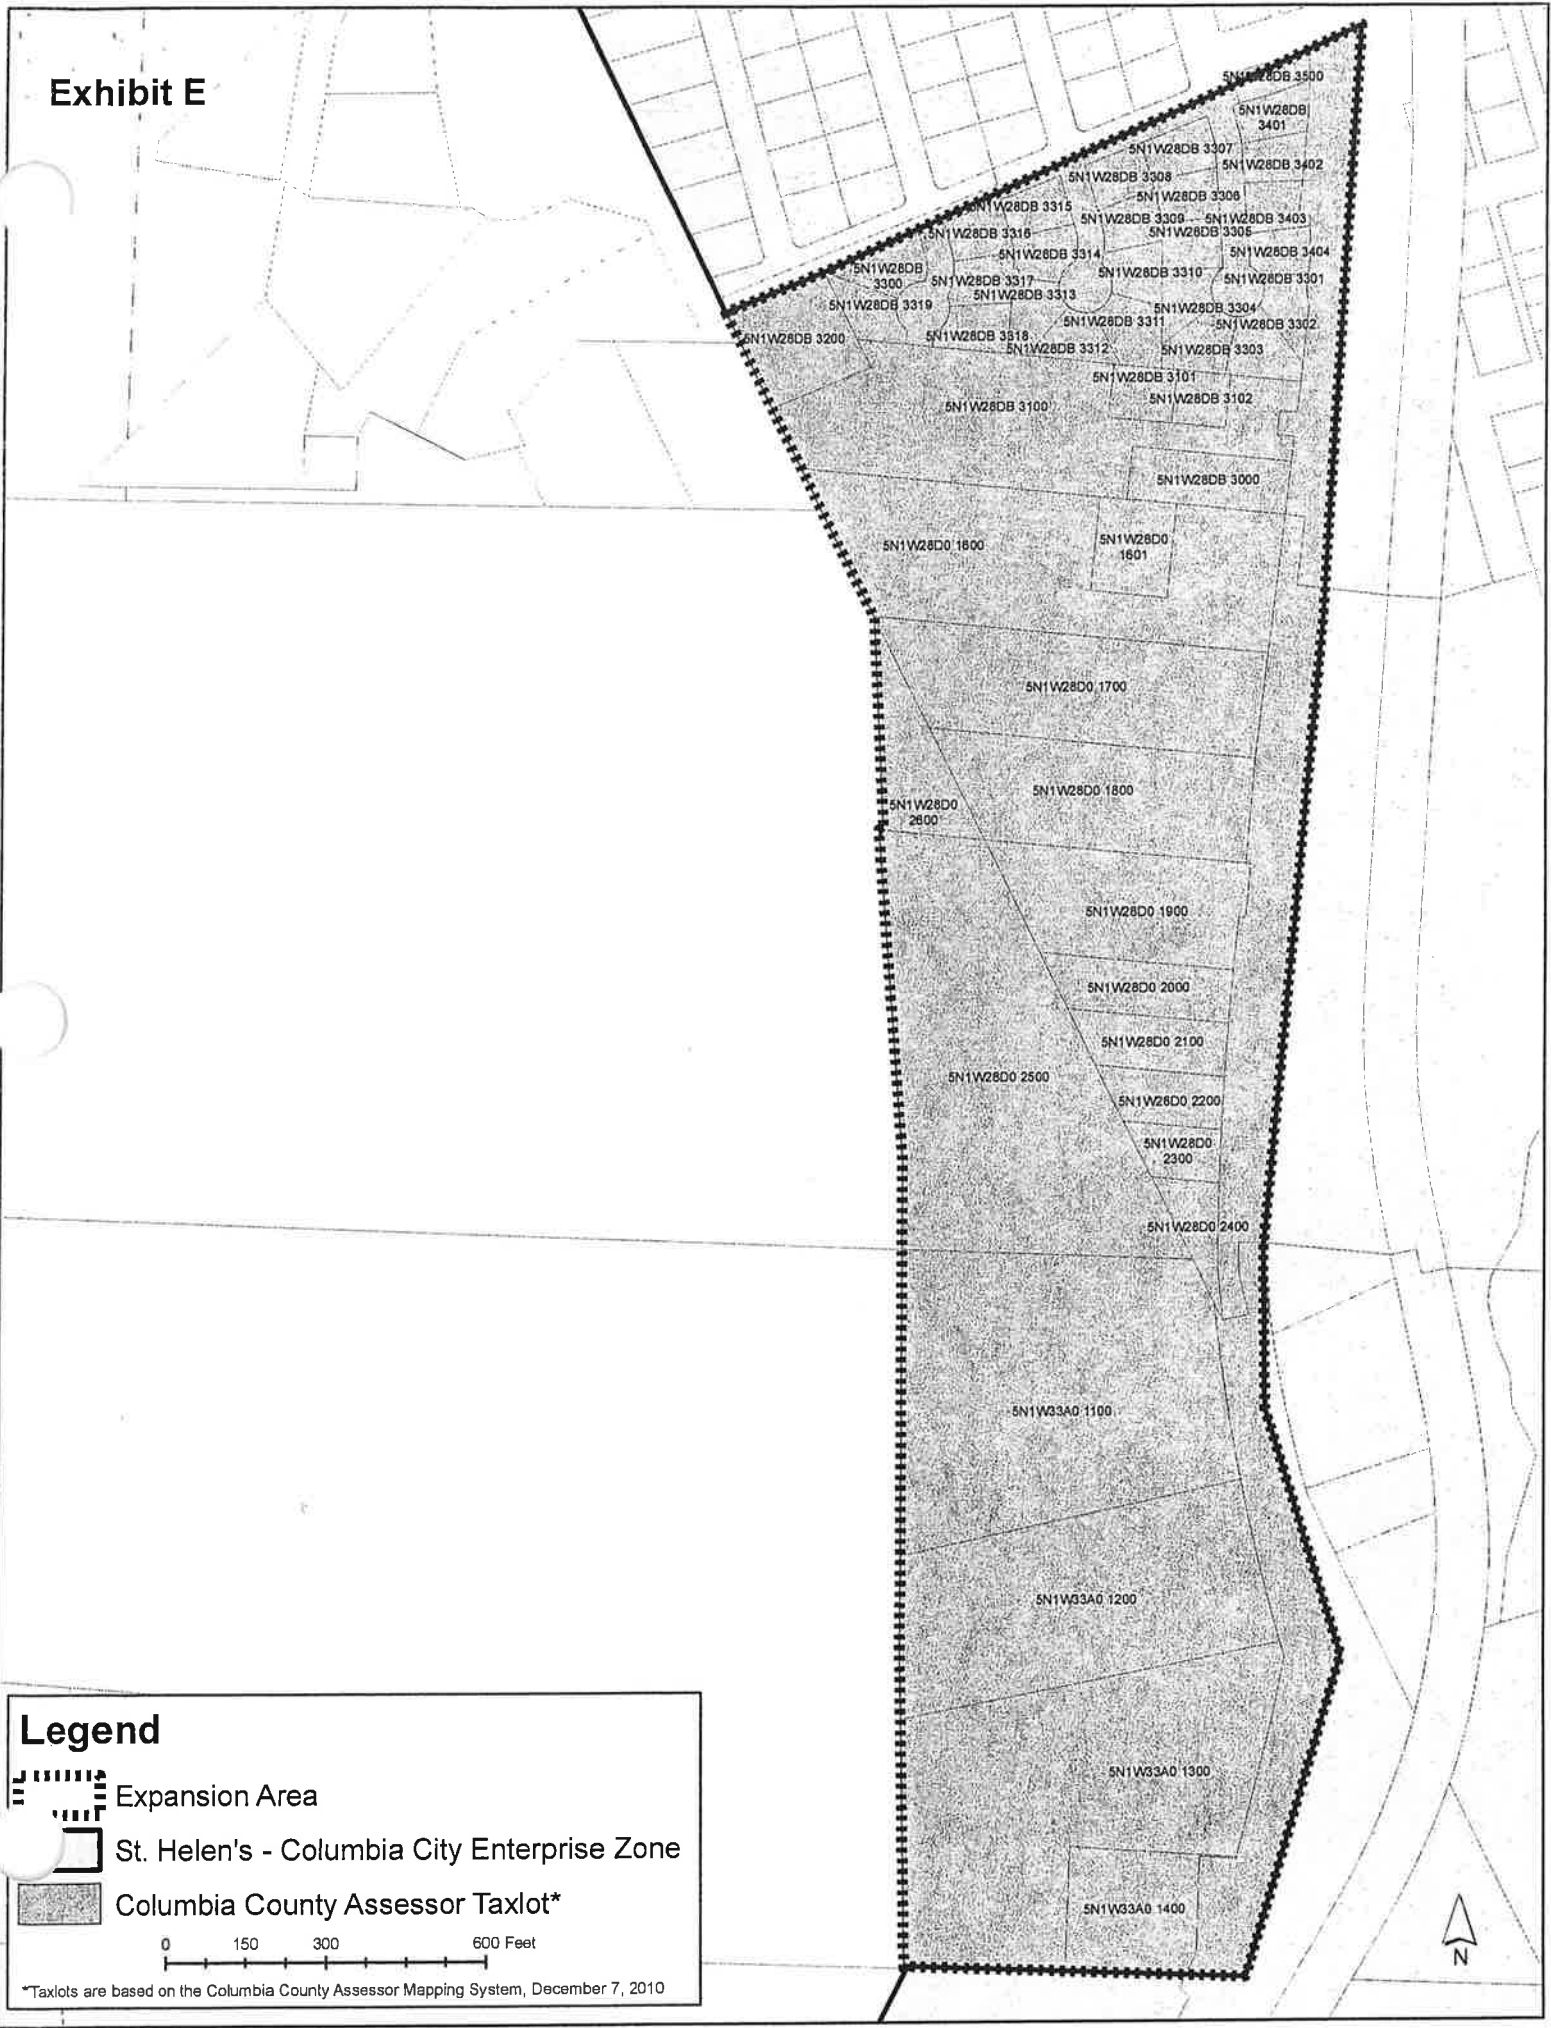 Exhibit E
5N1W28DB 3500
5N1W28DB
3401
5N1W28DB 3307
5N1W28DB 3402
5N1W28DB 3308
5N1W28DB 3306
5N1W28DB 3315
5N1W28DB 3309
5N1W28DB 3403
5N1W28DB 3305
5N1W28DB 3316
5N1W28DB 3314
5N1W28DB 3404
5N1W28DB
3300
5N1W28DB 3310
5N1W28DB 3317
5N1W28DB 3301
5N1W28DB 3313
5N1W28DB 3319
5N1W28DB 3304
5N1W28DB 3311
5N1W28DB 3302
5N1W28DB 3200
5N1W28DB 3318
5N1W28DB 3312
5N1W28DB 3303
5N1W28DB 3101
5N1W28DB 3102
5N1W28DB 3100
5N1W28DB 3000
5N1W28D0 1600
5N1W28D0
1601
5N1W28D0 1700
5N1W28D0 1800
5N1W28D0
2600
5N1W28D0 1900
5N1W28D0 2000
5N1W28D0 2100
5N1W28D0 2500
5N1W28D0 2200
5N1W28D0
2300
5N1W28D0 2400
5N1W33A0 1100
5N1W33A0 1200
5N1W33A0 1300
5N1W33A0 1400
Legend
Expansion Area
St. Helen's - Columbia City Enterprise Zone
Columbia County Assessor Taxlot*
0 150 300 600 Feet
*Taxlots are based on the Columbia County Assessor Mapping System, December 7, 2010
N